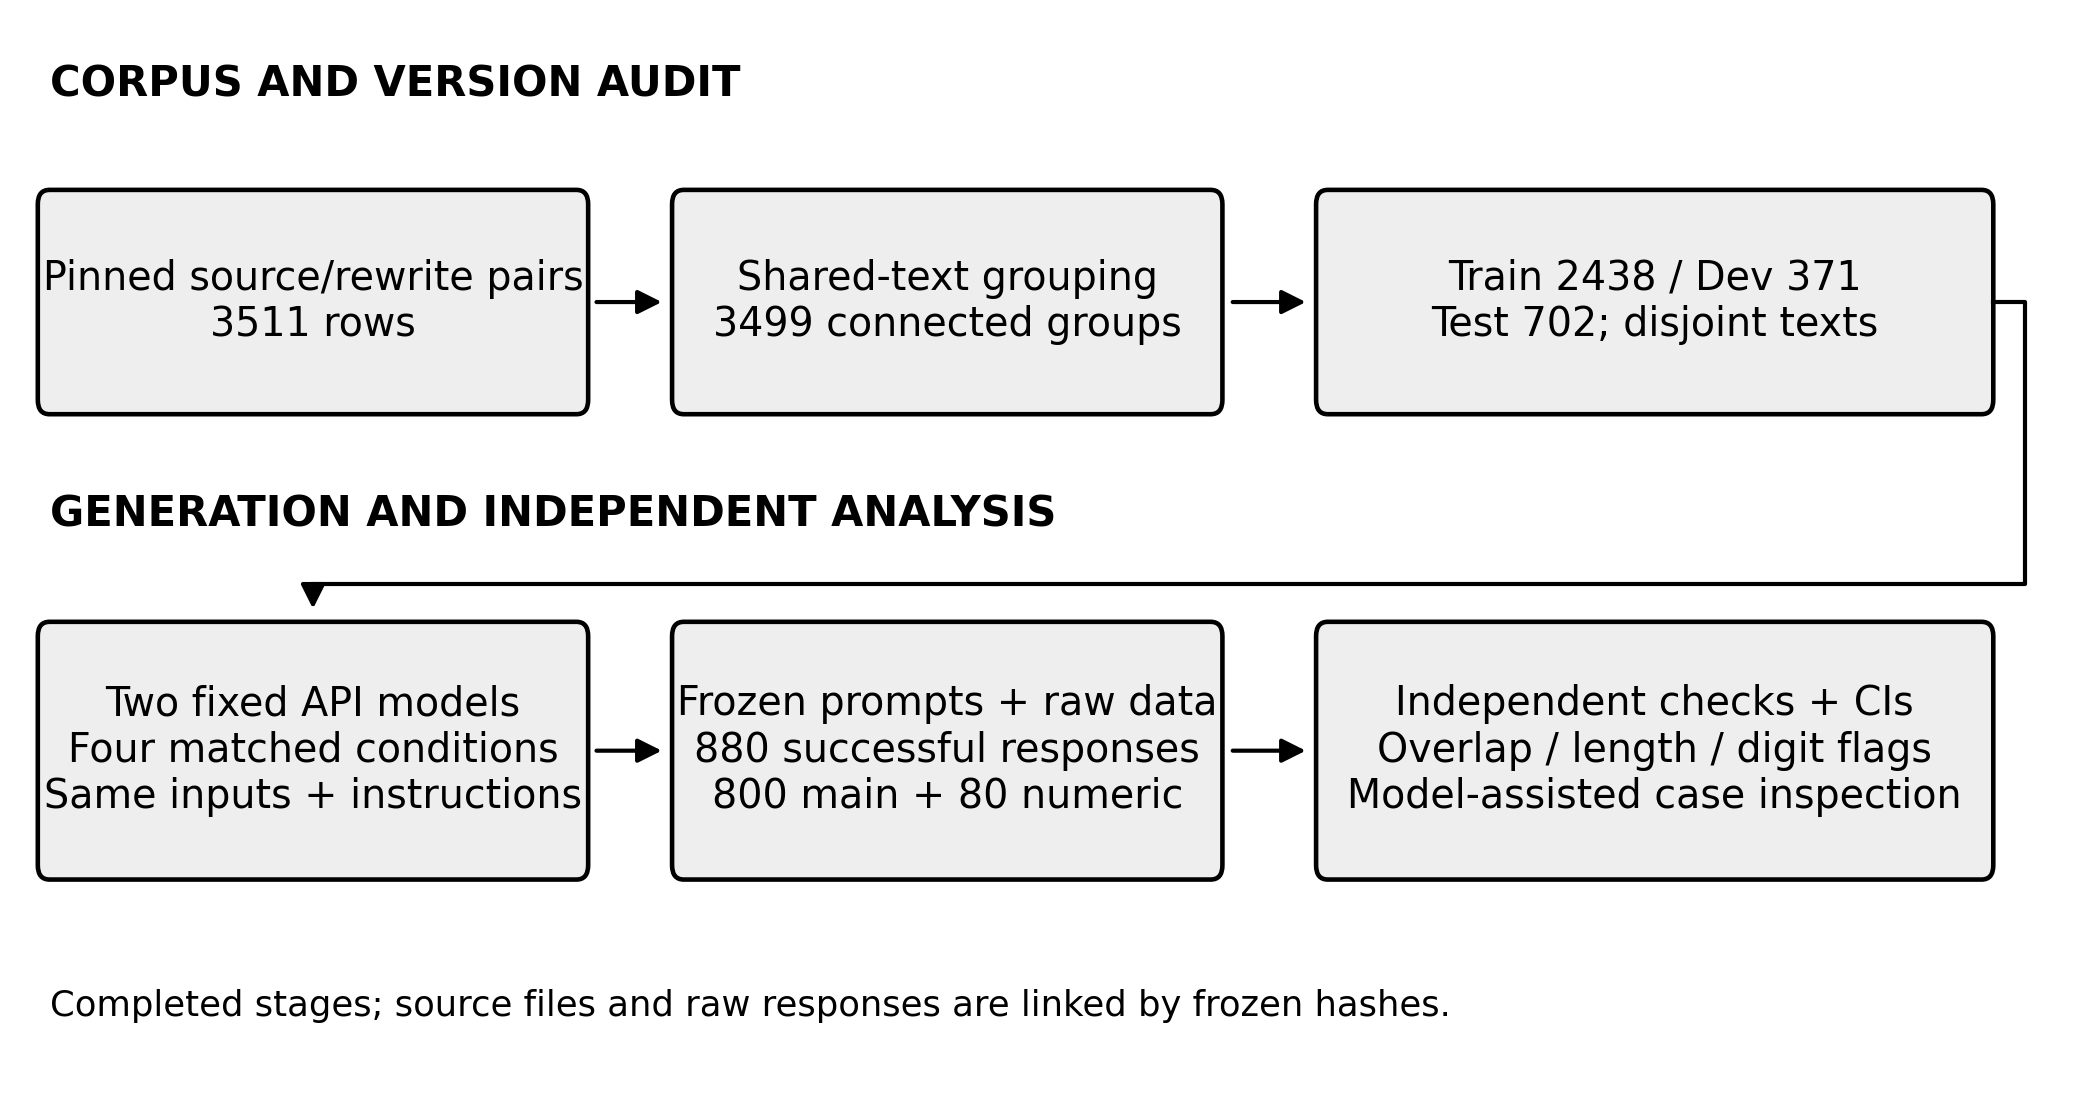 CORPUS AND VERSION AUDIT
Pinned source/rewrite pairs
3511 rows
Shared-text grouping
3499 connected groups
Train 2438 / Dev 371
Test 702; disjoint texts
GENERATION AND INDEPENDENT ANALYSIS
Two fixed API models
Four matched conditions
Same inputs + instructions
Frozen prompts + raw data
880 successful responses
800 main + 80 numeric
Independent checks + CIs
Overlap / length / digit flags
Model-assisted case inspection
Completed stages; source files and raw responses are linked by frozen hashes.